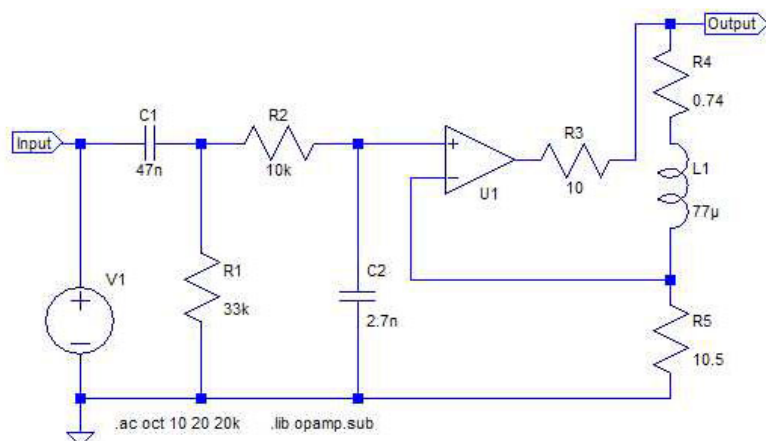 Output
R4
0.74
C1
R2
R3
Input
47n
10k
+
−
U1
10
L1
77µ
V1
+
−
R1
33k
C2
2.7n
R5
10.5
.ac oct 10 20 20k
.lib opamp.sub